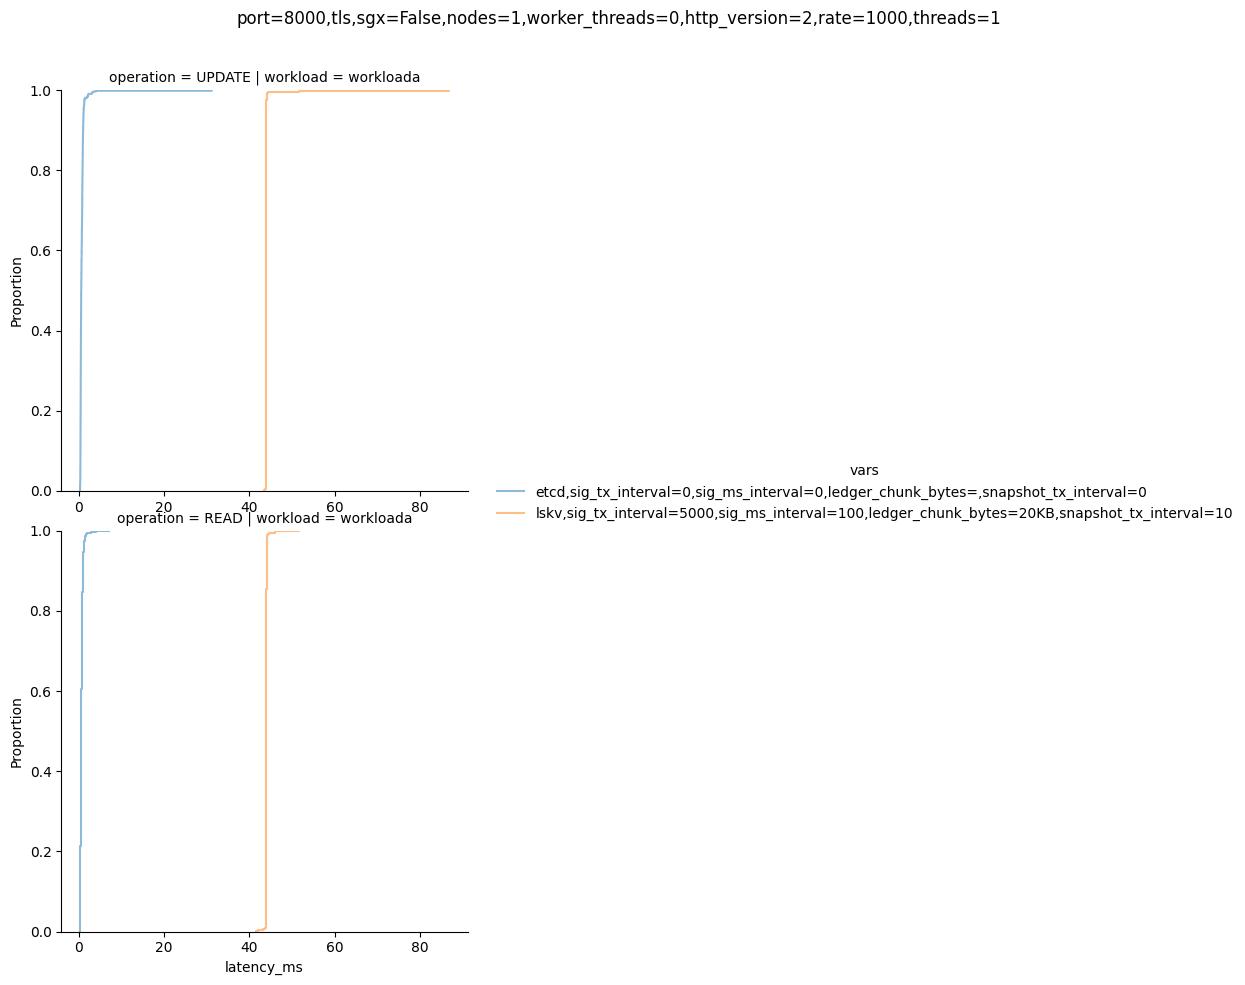 port=8000,tls,sgx=False,nodes=1,worker_threads=0,http_version=2,rate=1000,threads=1
operation = UPDATE | workload = workloada
1.0
0.8
0.6
0.4
0.2
0.0
Proportion
0 20 40 60 80
operation = READ | workload = workloada
1.0
0.8
0.6
0.4
0.2
0.0
Proportion
0 20 40 60 80
latency_ms
vars
etcd,sig_tx_interval=0,sig_ms_interval=0,ledger_chunk_bytes=,snapshot_tx_interval=0
lskv,sig_tx_interval=5000,sig_ms_interval=100,ledger_chunk_bytes=20KB,snapshot_tx_interval=10